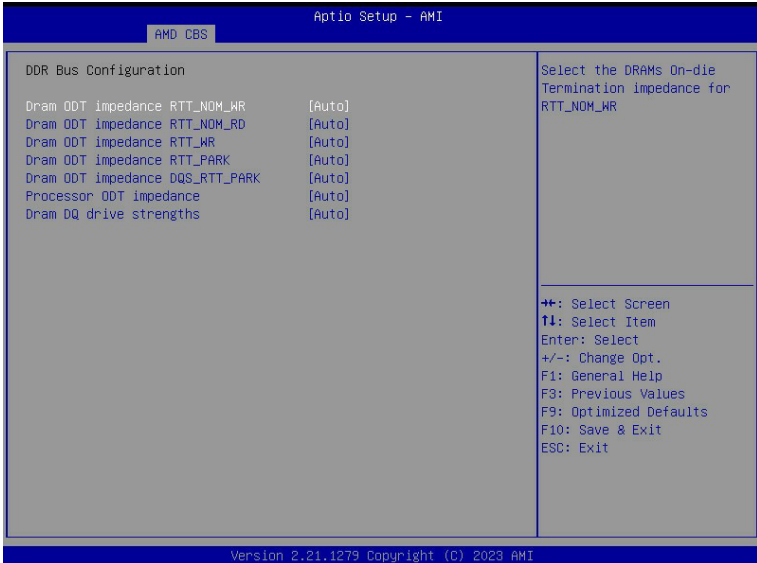 Aptio Setup – AMI
AMD CBS
DDR Bus Configuration
Dram ODT impedance RTT_NOM_WR [Auto]
Dram ODT impedance RTT_NOM_RD [Auto]
Dram ODT impedance RTT_WR [Auto]
Dram ODT impedance RTT_PARK [Auto]
Dram ODT impedance DQS_RTT_PARK [Auto]
Processor ODT impedance [Auto]
Dram DQ drive strengths [Auto]
Select the DRAMs On-die
Termination impedance for
RTT_NOM_WR
→←: Select Screen
↑↓: Select Item
Enter: Select
+/-: Change Opt.
F1: General Help
F3: Previous Values
F9: Optimized Defaults
F10: Save & Exit
ESC: Exit
Version 2.21.1279 Copyright (C) 2023 AMI